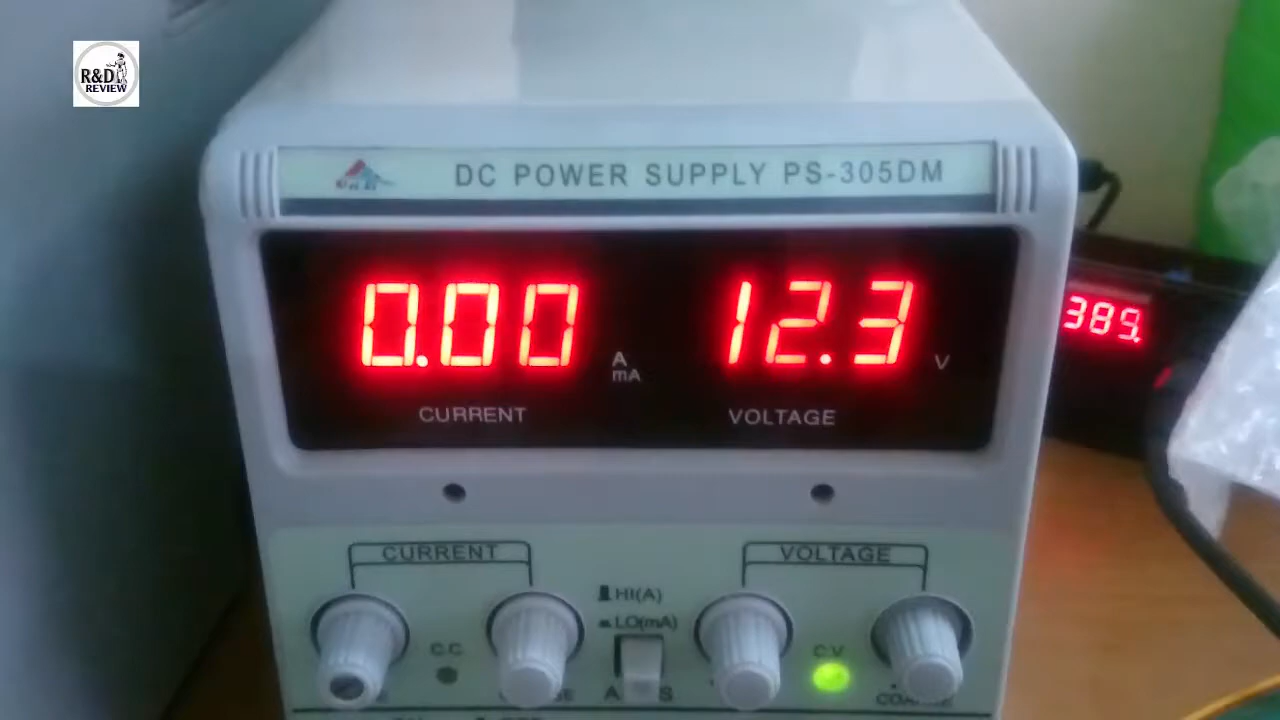 R&D
REVIEW
DC POWER SUPPLY PS-305DM
0.00
A
mA
12.3
V
CURRENT
VOLTAGE
389.
CURRENT
VOLTAGE
HI(A)
LO(mA)
C.C
C.V
A
S
COARSE